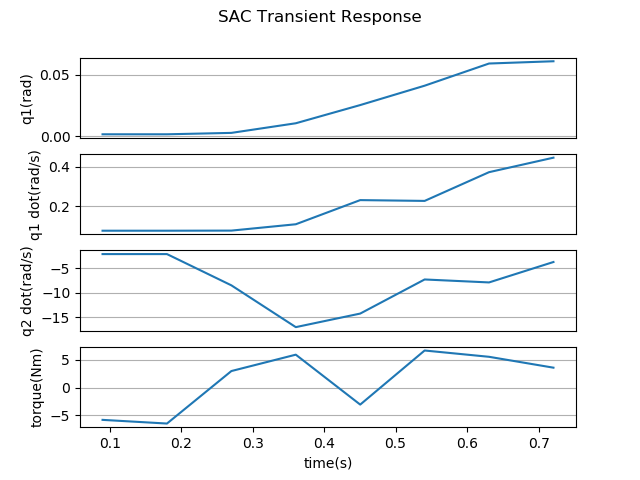 SAC Transient Response
q1(rad)
0.05
0.00
q1 dot(rad/s)
0.4
0.2
q2 dot(rad/s)
−5
−10
−15
torque(Nm)
5
0
−5
0.1 0.2 0.3 0.4 0.5 0.6 0.7
time(s)